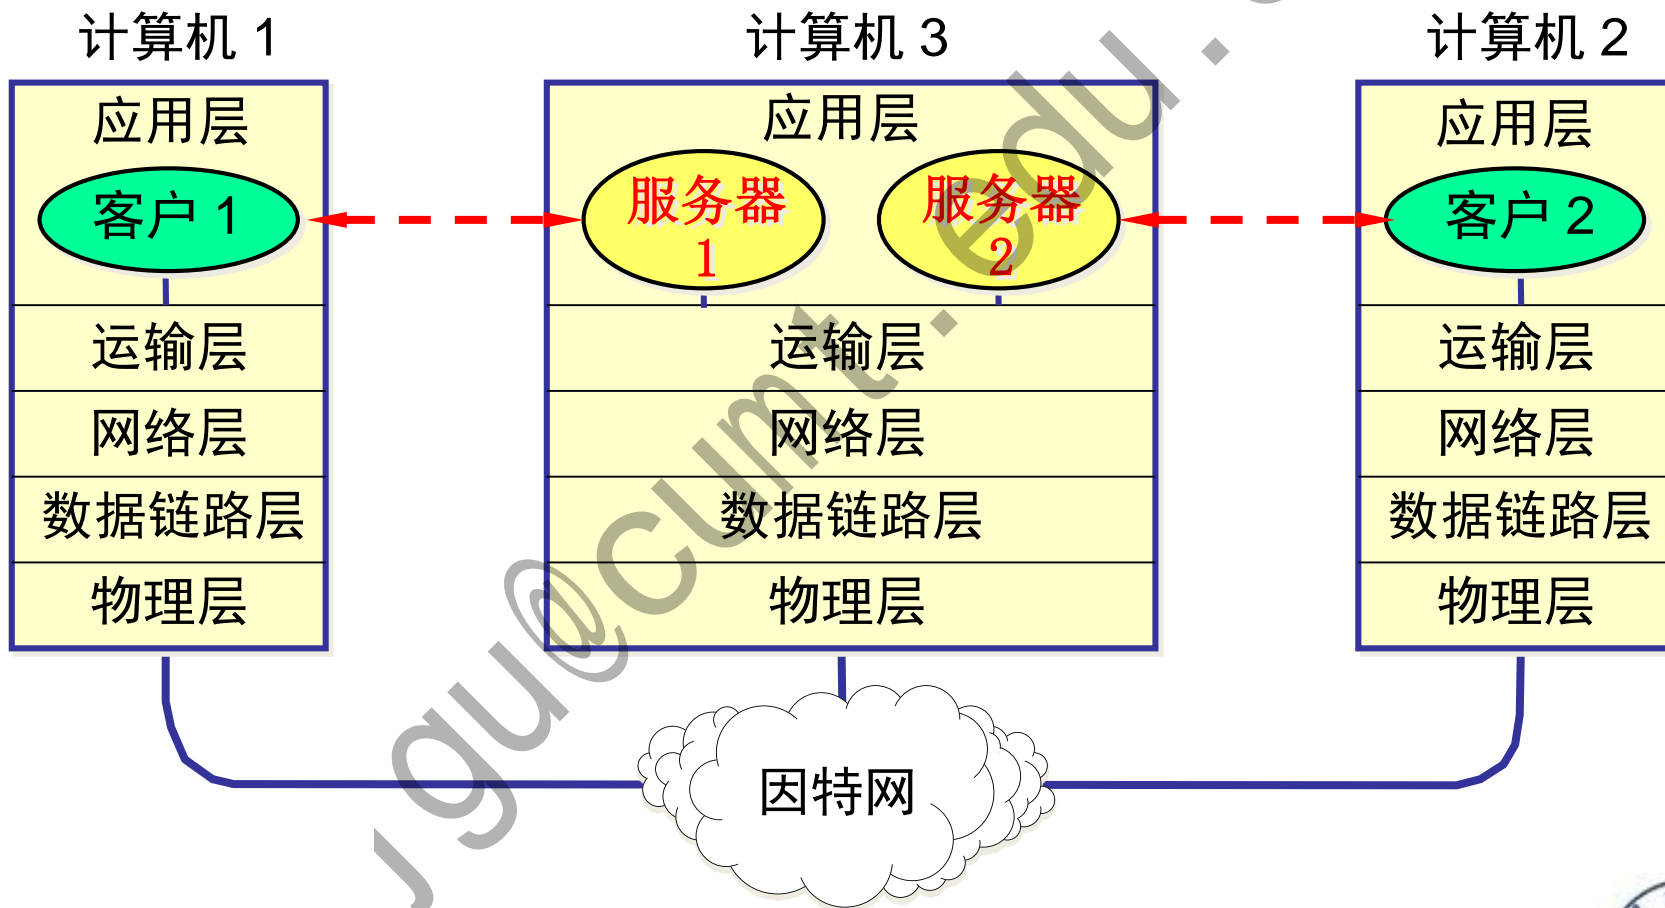 计算机 1
计算机 3
计算机 2
应用层
客户 1
运输层
网络层
数据链路层
物理层
应用层
服务器
1
服务器
2
运输层
网络层
数据链路层
物理层
应用层
客户 2
运输层
网络层
数据链路层
物理层
因特网
gu@cumt.edu.